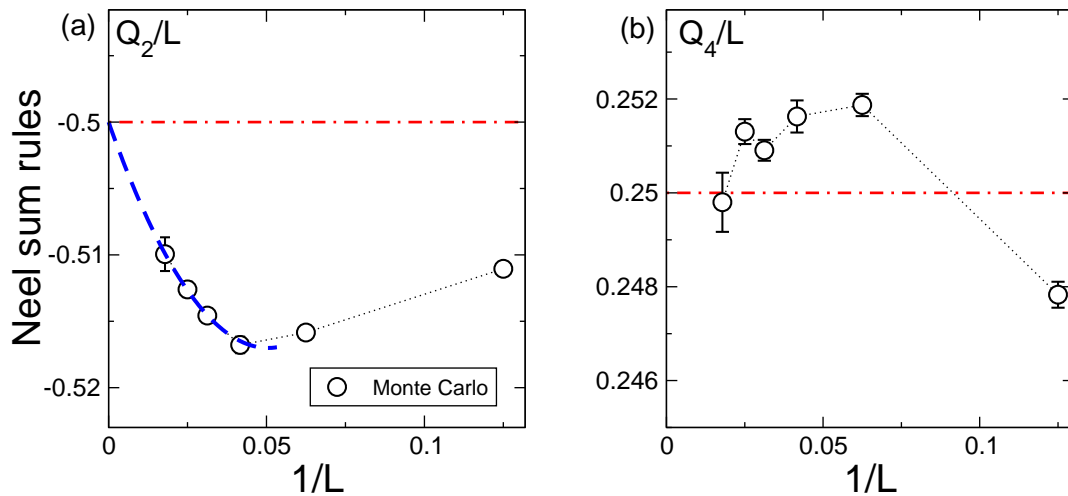 (a)
Q2/L
Neel sum rules
-0.5
-0.51
-0.52
Monte Carlo
0
0.05
0.1
1/L
(b)
Q4/L
0.252
0.25
0.248
0.246
0
0.05
0.1
1/L